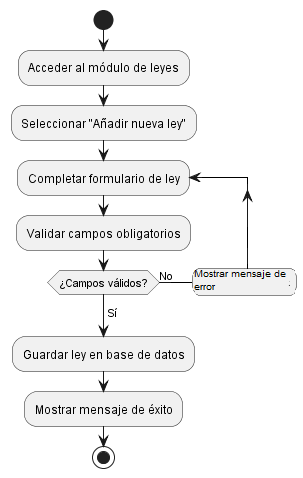 Acceder al módulo de leyes
Seleccionar "Añadir nueva ley"
Completar formulario de ley
Validar campos obligatorios
¿Campos válidos?
No
Mostrar mensaje de
error
Sí
Guardar ley en base de datos
Mostrar mensaje de éxito